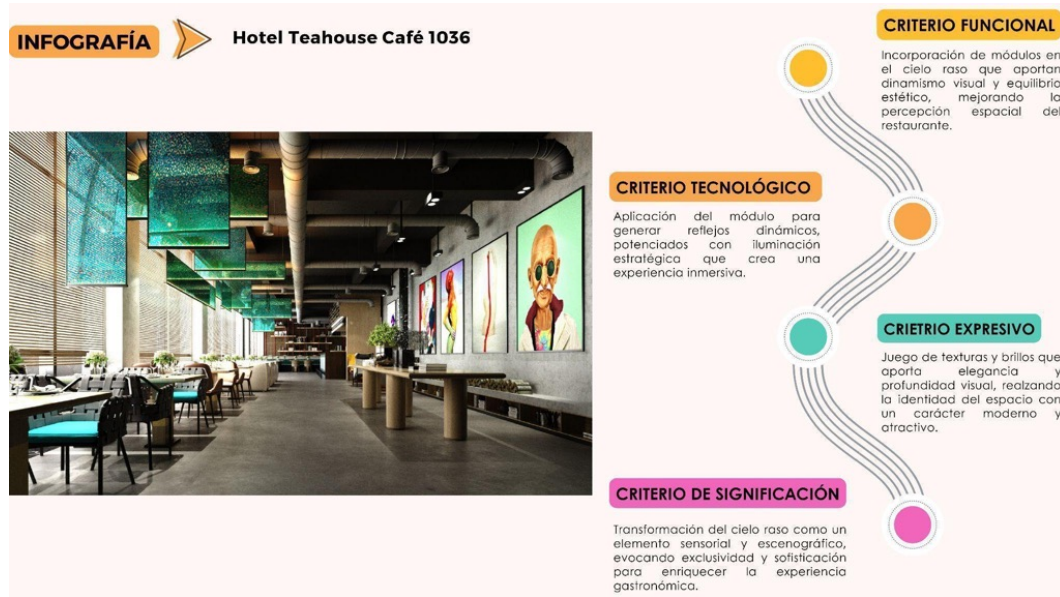 INFOGRAFÍA
Hotel Teahouse Café 1036
CRITERIO FUNCIONAL
Incorporación de módulos en
el cielo raso que aportan
dinamismo visual y equilibrio
estético, mejorando la
percepción espacial del
restaurante.
CRITERIO TECNOLÓGICO
Aplicación del módulo para
generar reflejos dinámicos,
potenciados con iluminación
estratégica que crea una
experiencia inmersiva.
CRIETRIO EXPRESIVO
Juego de texturas y brillos que
aporta elegancia y
profundidad visual, realzando
la identidad del espacio con
un carácter moderno y
atractivo.
CRITERIO DE SIGNIFICACIÓN
Transformación del cielo raso como un
elemento sensorial y escenográfico,
evocando exclusividad y sofisticación
para enriquecer la experiencia
gastronómica.